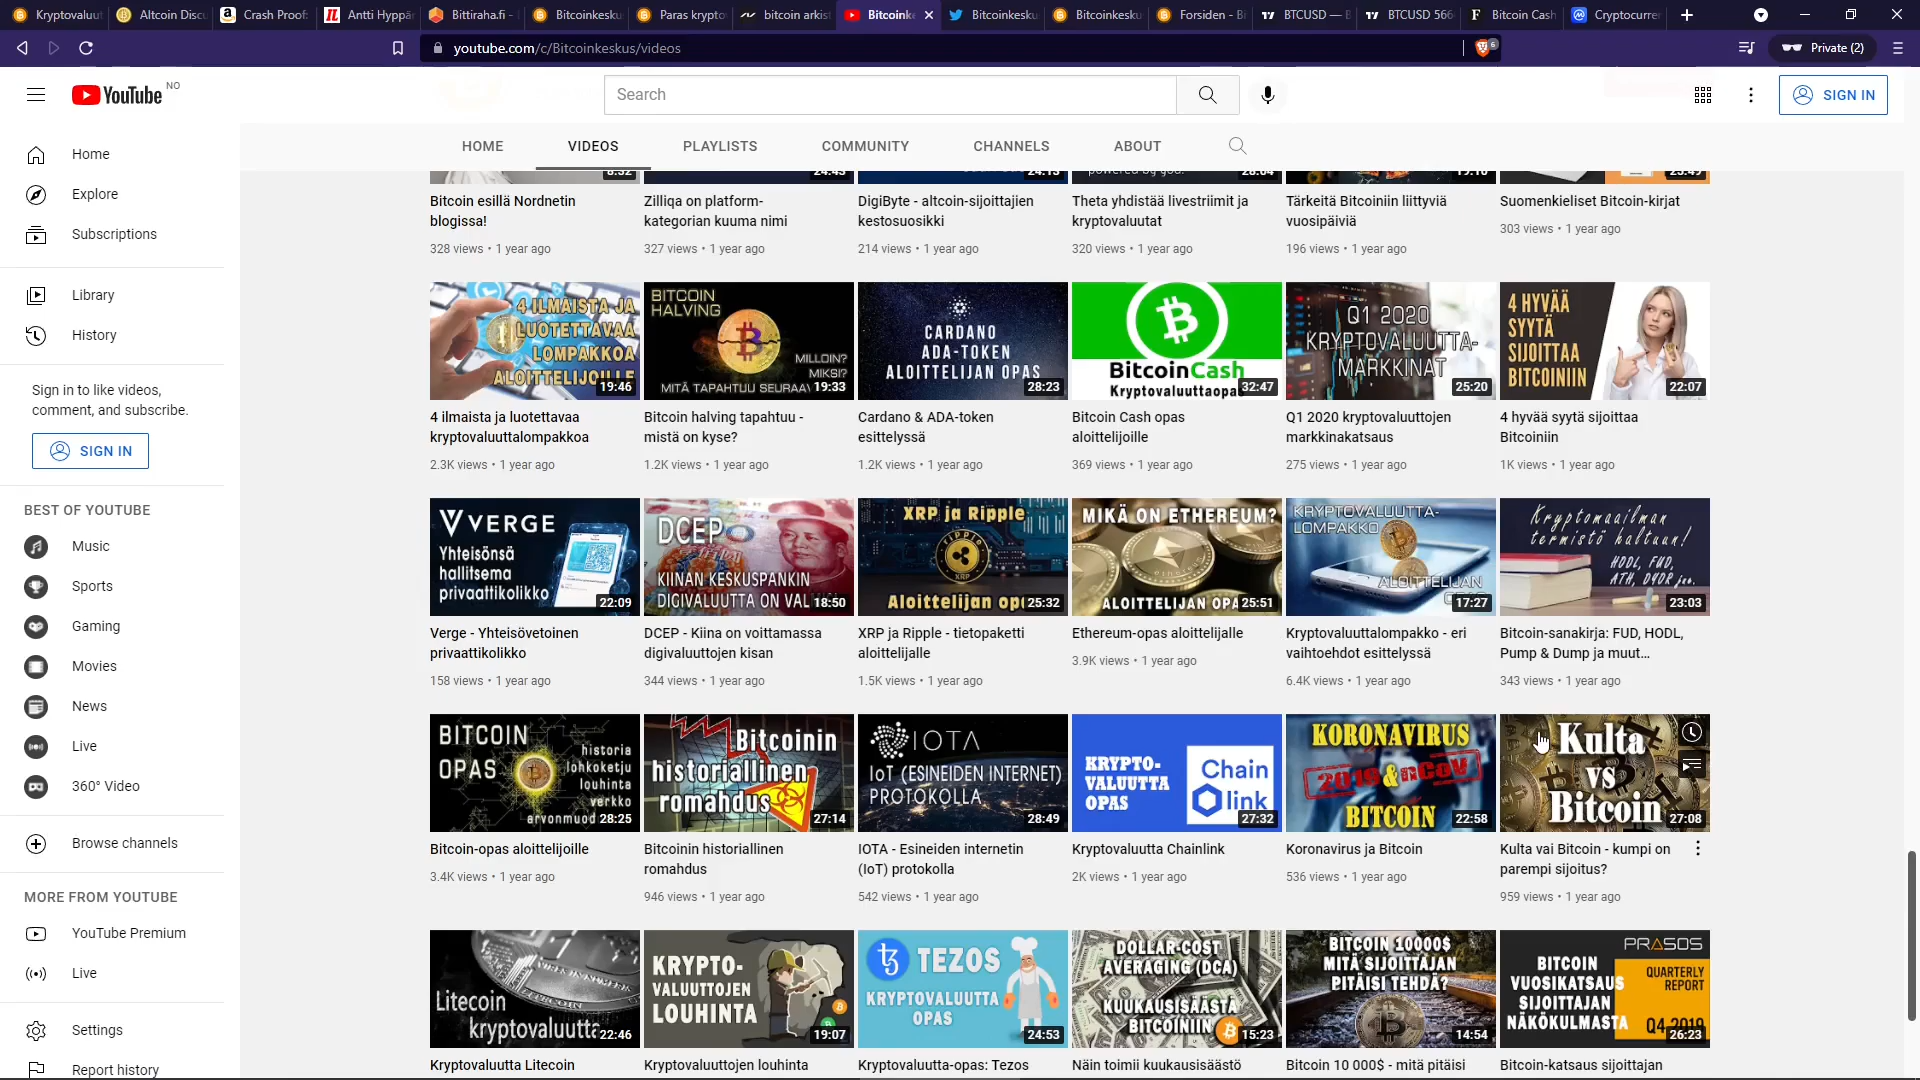 Kryptovaluut
Altcoin Discu
Crash Proof:
Antti Hyppär
Bittiraha.fi -
Bitcoinkesku
Paras krypto
bitcoin arkis
Bitcoinke
Bitcoinkesku
Bitcoinkesku
Forsiden - B
BTCUSD — B
BTCUSD 566
Bitcoin Cash
Cryptocurre
youtube.com/c/Bitcoinkeskus/videos
6
Private (2)
YouTube NO
Search
SIGN IN
HOME
VIDEOS
PLAYLISTS
COMMUNITY
CHANNELS
ABOUT
Home
Explore
Subscriptions
Library
History
Sign in to like videos,
comment, and subscribe.
SIGN IN
BEST OF YOUTUBE
Music
Sports
Gaming
Movies
News
Live
360° Video
Browse channels
MORE FROM YOUTUBE
YouTube Premium
Live
Settings
Report history
8:32
24:43
24:13
28:04
19:10
23:49
Bitcoin esillä Nordnetin
blogissa!
328 views • 1 year ago
Zilliqa on platform-
kategorian kuuma nimi
327 views • 1 year ago
DigiByte - altcoin-sijoittajien
kestosuosikki
214 views • 1 year ago
Theta yhdistää livestriimit ja
kryptovaluutat
320 views • 1 year ago
Tärkeitä Bitcoiniin liittyviä
vuosipäiviä
196 views • 1 year ago
Suomenkieliset Bitcoin-kirjat
303 views • 1 year ago
4 ILMAISTA JA
LUOTETTAVAA
LOMPAKKOA
ALOITTELIJOILLE
19:46
4 ilmaista ja luotettavaa
kryptovaluuttalompakkoa
2.3K views • 1 year ago
BITCOIN
HALVING
MILLOIN?
MIKSI?
MITÄ TAPAHTUU SEURAAV
19:33
Bitcoin halving tapahtuu -
mistä on kyse?
1.2K views • 1 year ago
CARDANO
ADA-TOKEN
ALOITTELIJAN OPAS
28:23
Cardano & ADA-token
esittelyssä
1.2K views • 1 year ago
BitcoinCash
Kryptovaluuttaopas
32:47
Bitcoin Cash opas
aloittelijoille
369 views • 1 year ago
Q1 2020
KRYPTOVALUUTTA-
MARKKINAT
25:20
Q1 2020 kryptovaluuttojen
markkinakatsaus
275 views • 1 year ago
4 HYVÄÄ
SYYTÄ
SIJOITTAA
BITCOINIIN
22:07
4 hyvää syytä sijoittaa
Bitcoiniin
1K views • 1 year ago
VERGE
Yhteisönsä
hallitsema
privaattikolikko
22:09
Verge - Yhteisövetoinen
privaattikolikko
158 views • 1 year ago
DCEP
KIINAN KESKUSPANKIN
DIGIVALUUTTA ON VAL
18:50
DCEP - Kiina on voittamassa
digivaluuttojen kisan
344 views • 1 year ago
XRP ja Ripple
ripple
XRP
Aloittelijan opa
25:32
XRP ja Ripple - tietopaketti
aloittelijalle
1.5K views • 1 year ago
MIKÄ ON ETHEREUM?
ALOITTELIJAN OPA
25:51
Ethereum-opas aloittelijalle
3.9K views • 1 year ago
KRYPTOVALUUTTA-
LOMPAKKO
ALOITTELIJAN
OPAS
17:27
Kryptovaluuttalompakko - eri
vaihtoehdot esittelyssä
6.4K views • 1 year ago
Kryptomaailman
termistö haltuun!
HODL, FUD,
ATH, DYOR jne.
23:03
Bitcoin-sanakirja: FUD, HODL,
Pump & Dump ja muut...
343 views • 1 year ago
BITCOIN
OPAS
historia
lohkoketju
louhinta
verkko
arvonmuod
28:25
Bitcoin-opas aloittelijoille
3.4K views • 1 year ago
Bitcoinin
historiallinen
romahdus
27:14
Bitcoinin historiallinen
romahdus
946 views • 1 year ago
IOTA
IoT (ESINEIDEN INTERNET)
PROTOKOLLA
28:49
IOTA - Esineiden internetin
(IoT) protokolla
542 views • 1 year ago
KRYPTO-
VALUUTTA
OPAS
Chain
link
27:32
Kryptovaluutta Chainlink
2K views • 1 year ago
KORONAVIRUS
2019 & nCoV
BITCOIN
22:58
Koronavirus ja Bitcoin
536 views • 1 year ago
Kulta
vs
Bitcoin
27:08
Kulta vai Bitcoin - kumpi on
parempi sijoitus?
959 views • 1 year ago
Litecoin
kryptovaluutta
22:46
Kryptovaluutta Litecoin
KRYPTO-
VALUUTTOJEN
LOUHINTA
19:07
Kryptovaluuttojen louhinta
TEZOS
KRYPTOVALUUTTA
OPAS
24:53
Kryptovaluutta-opas: Tezos
DOLLAR-COST
AVERAGING (DCA)
KUUKAUSISÄÄSTÄ
BITCOINIIN
15:23
Näin toimii kuukausisäästö
BITCOIN 10000$
MITÄ SIJOITTAJAN
PITÄISI TEHDÄ?
14:54
Bitcoin 10 000$ - mitä pitäisi
PRASOS
BITCOIN
VUOSIKATSAUS
SIJOITTAJAN
NÄKÖKULMASTA
QUARTERLY
REPORT
Q4 2019
26:23
Bitcoin-katsaus sijoittajan